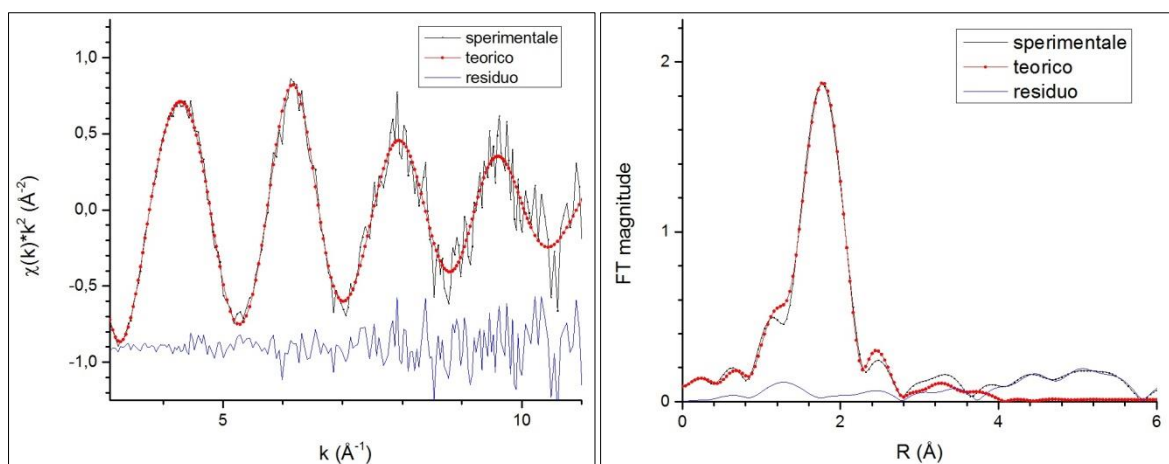 sperimentale
teorico
residuo
1,0
0,5
0,0
-0,5
-1,0
χ(k)*k² (Å⁻²)
5
10
k (Å⁻¹)
sperimentale
teorico
residuo
2
1
0
FT magnitude
0
2
4
6
R (Å)